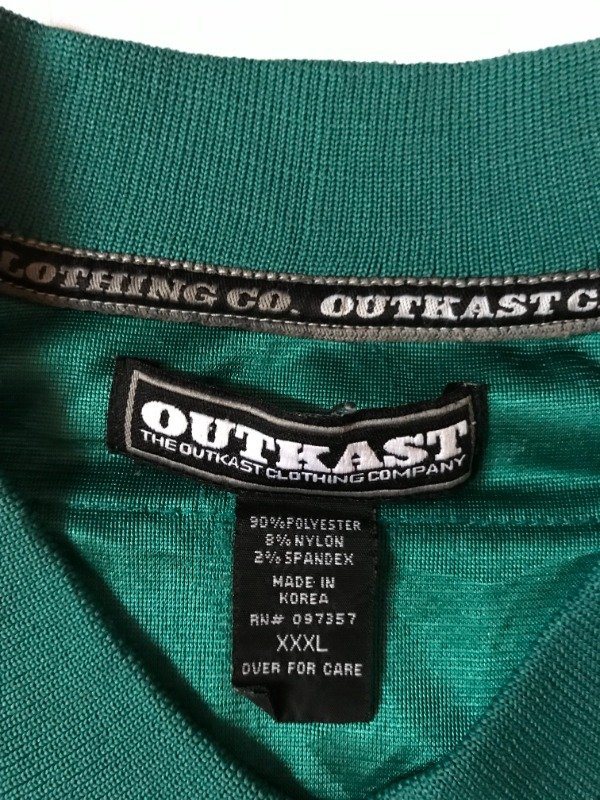 LOTHING CO. OUTKAST C
OUTKAST
THE OUTKAST CLOTHING COMPANY
90% POLYESTER
8% NYLON
2% SPANDEX
MADE IN
KOREA
RN# 097357
XXXL
OVER FOR CARE